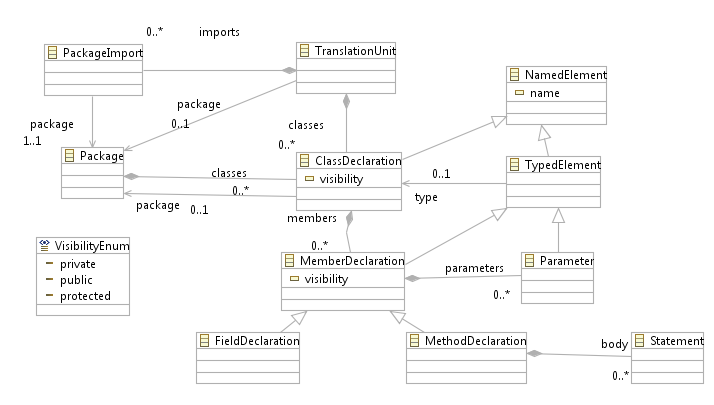 0..*
imports
PackageImport
TranslationUnit
NamedElement
name
package
0..1
package
1..1
classes
0..*
Package
ClassDeclaration
visibility
TypedElement
classes
0..*
0..1
type
package
0..1
members
0..*
VisibilityEnum
private
public
protected
MemberDeclaration
visibility
parameters
0..*
Parameter
FieldDeclaration
MethodDeclaration
body
0..*
Statement